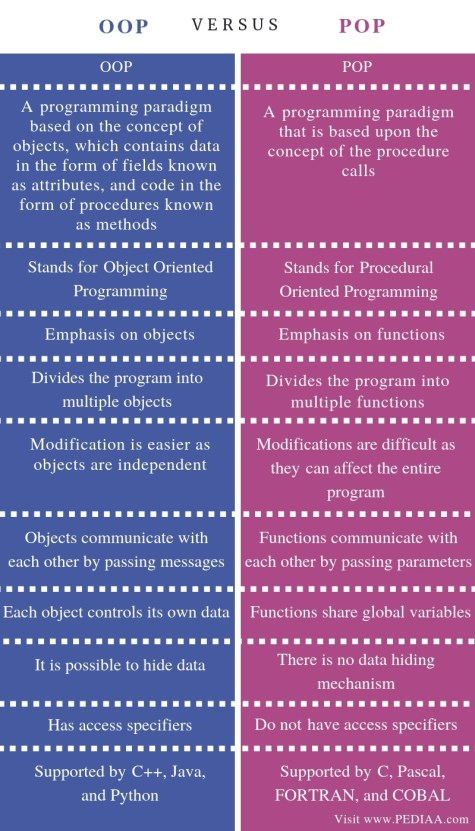 OOP VERSUS POP
OOP
POP
A programming paradigm
based on the concept of
objects, which contains data
in the form of fields known
as attributes, and code in the
form of procedures known
as methods
A programming paradigm
that is based upon the
concept of the procedure
calls
Stands for Object Oriented
Programming
Stands for Procedural
Oriented Programming
Emphasis on objects
Emphasis on functions
Divides the program into
multiple objects
Divides the program into
multiple functions
Modification is easier as
objects are independent
Modifications are difficult as
they can affect the entire
program
Objects communicate with
each other by passing messages
Functions communicate with
each other by passing parameters
Each object controls its own data
Functions share global variables
It is possible to hide data
There is no data hiding
mechanism
Has access specifiers
Do not have access specifiers
Supported by C++, Java,
and Python
Supported by C, Pascal,
FORTRAN, and COBAL
Visit www.PEDIAA.com